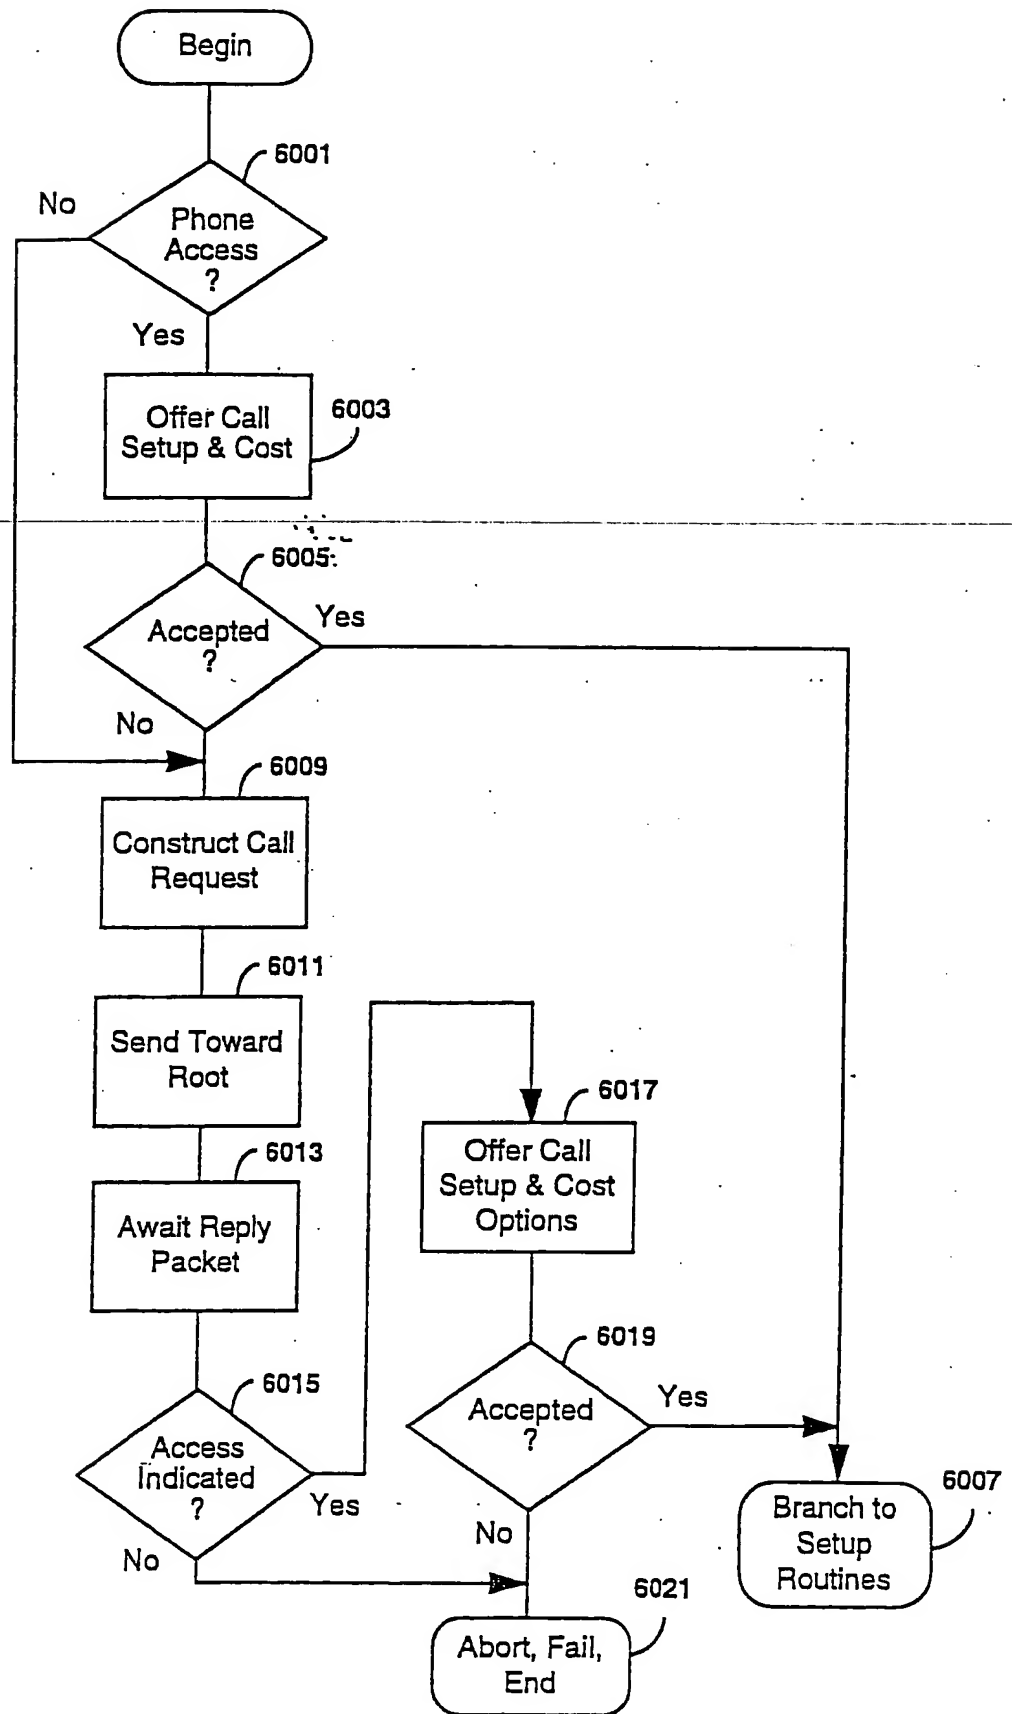 Begin
6001
No
Phone
Access
?
Yes
Offer Call
Setup & Cost
6003
6005
Accepted
?
Yes
No
6009
Construct Call
Request
6011
Send Toward
Root
6013
Await Reply
Packet
6015
Access
Indicated
?
Yes
No
6017
Offer Call
Setup & Cost
Options
6019
Accepted
?
Yes
No
6007
Branch to
Setup
Routines
6021
Abort, Fail,
End